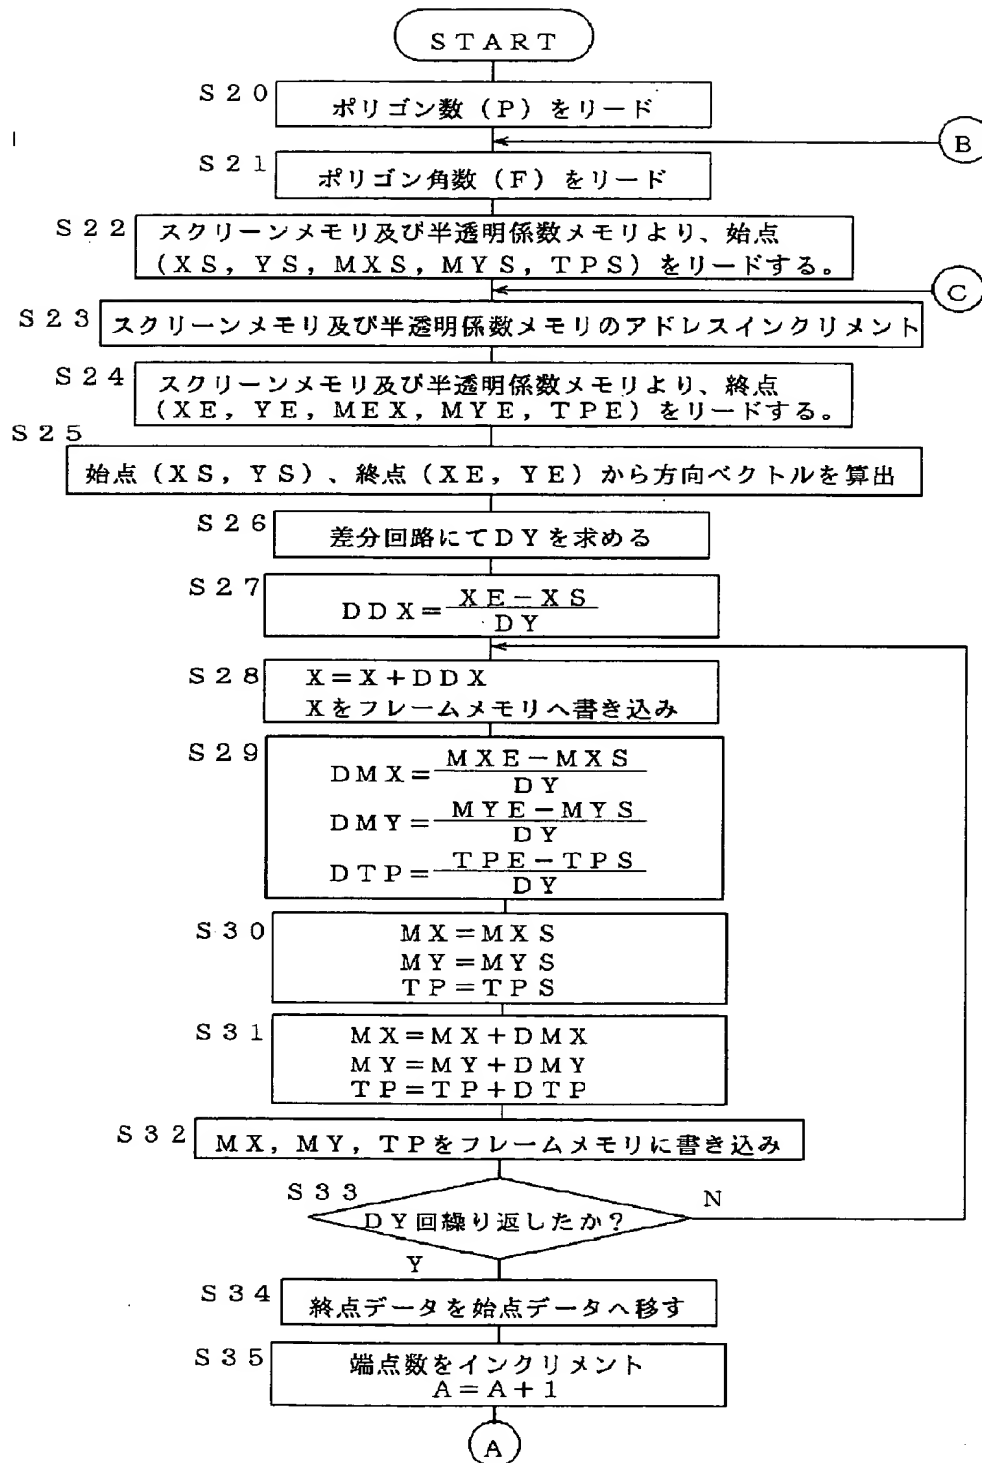 START
S20
ポリゴン数(P)をリード
B
S21
ポリゴン角数(F)をリード
S22
スクリーンメモリ及び半透明係数メモリより、始点
(XS,YS,MXS,MYS,TPS)をリードする。
C
S23
スクリーンメモリ及び半透明係数メモリのアドレスインクリメント
S24
スクリーンメモリ及び半透明係数メモリより、終点
(XE,YE,MEX,MYE,TPE)をリードする。
S25
始点(XS,YS)、終点(XE,YE)から方向ベクトルを算出
S26
差分回路にてDYを求める
S27
DDX=
XE-XS
DY
S28
X=X+DDX
Xをフレームメモリへ書き込み
S29
DMX=
MXE-MXS
DY
DMY=
MYE-MYS
DY
DTP=
TPE-TPS
DY
S30
MX=MXS
MY=MYS
TP=TPS
S31
MX=MX+DMX
MY=MY+DMY
TP=TP+DTP
S32
MX,MY,TPをフレームメモリに書き込み
S33
DY回繰り返したか?
N
Y
S34
終点データを始点データへ移す
S35
端点数をインクリメント
A=A+1
A